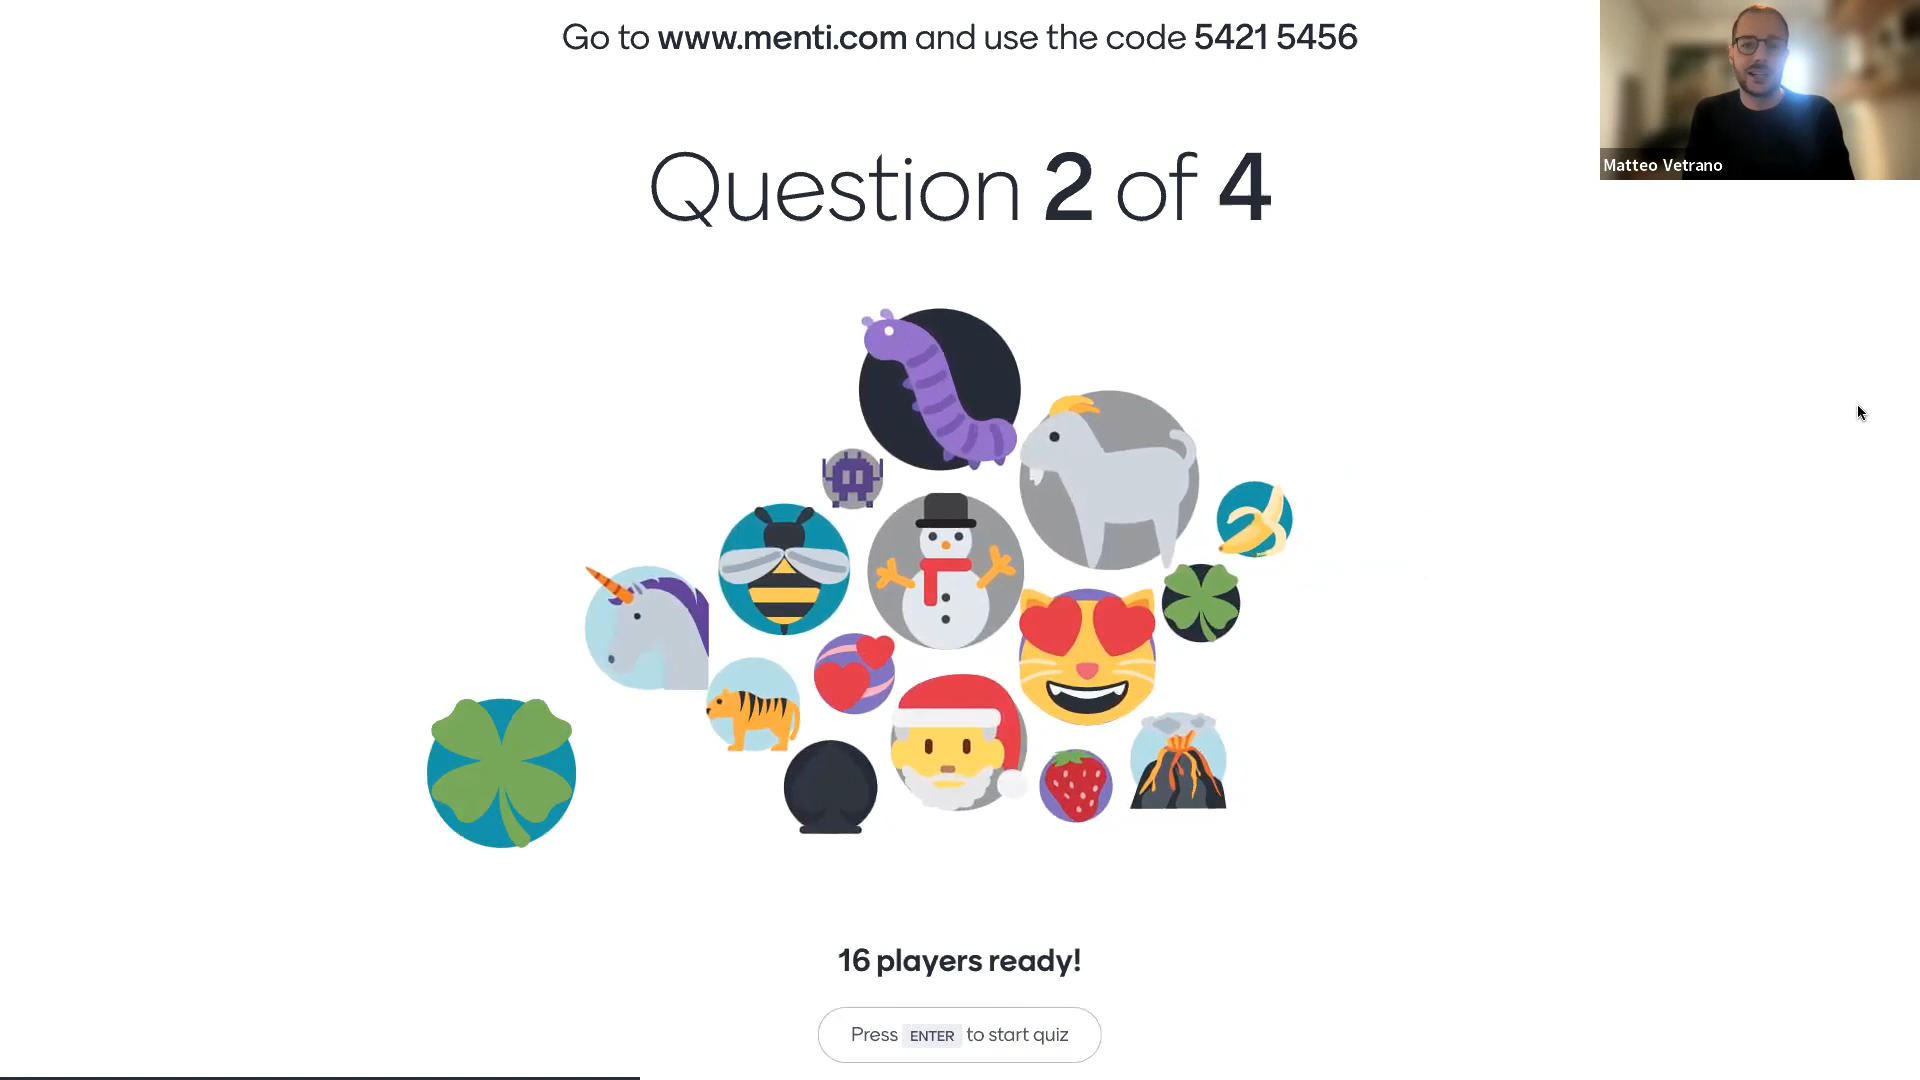 Go to www.menti.com and use the code 5421 5456
Matteo Vetrano
Question 2 of 4
16 players ready!
Press ENTER to start quiz